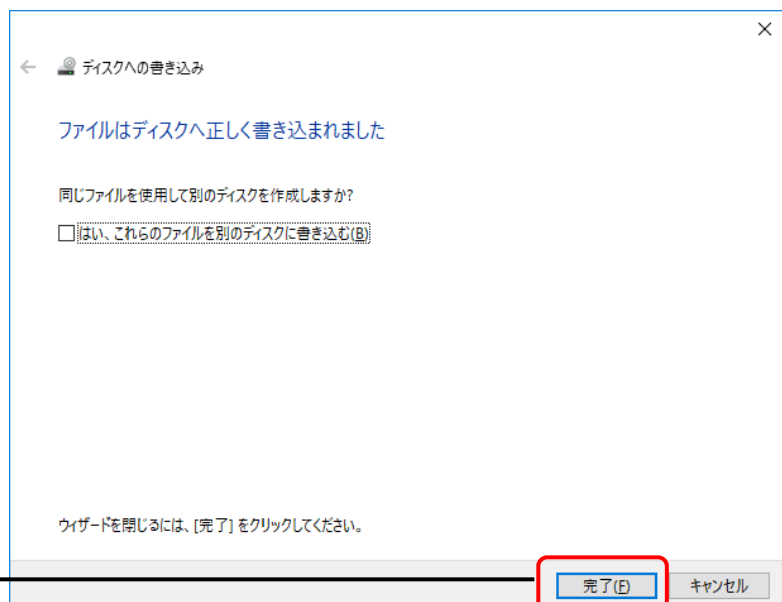 ディスクへの書き込み
ファイルはディスクへ正しく書き込まれました
同じファイルを使用して別のディスクを作成しますか?
はい、これらのファイルを別のディスクに書き込む(B)
ウィザードを閉じるには、[完了] をクリックしてください。
完了(F) キャンセル